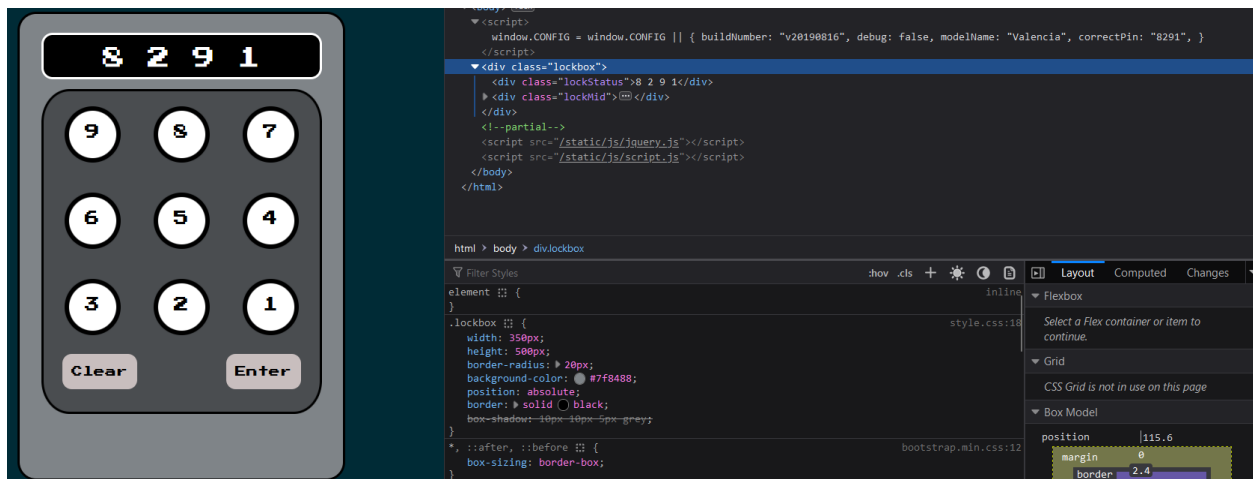 8 2 9 1
9 8 7
6 5 4
3 2 1
Clear Enter
<body>
<script>
window.CONFIG = window.CONFIG || { buildNumber: "v20190816", debug: false, modelName: "Valencia", correctPin: "8291", }
</script>
<div class="lockbox">
<div class="lockStatus">8 2 9 1</div>
<div class="lockMid"></div>
</div>
<!--partial-->
<script src="/static/js/jquery.js"></script>
<script src="/static/js/script.js"></script>
</body>
</html>
html > body > div.lockbox
Filter Styles :hov .cls +
element { inline
}
.lockbox { style.css:18
width: 350px;
height: 500px;
border-radius: 20px;
background-color: #7f8488;
position: absolute;
border: solid black;
box-shadow: 10px 10px 5px grey;
}
*, ::after, ::before { bootstrap.min.css:12
box-sizing: border-box;
}
Layout Computed Changes
Flexbox
Select a Flex container or item to
continue.
Grid
CSS Grid is not in use on this page
Box Model
position 115.6
margin 0
border 2.4